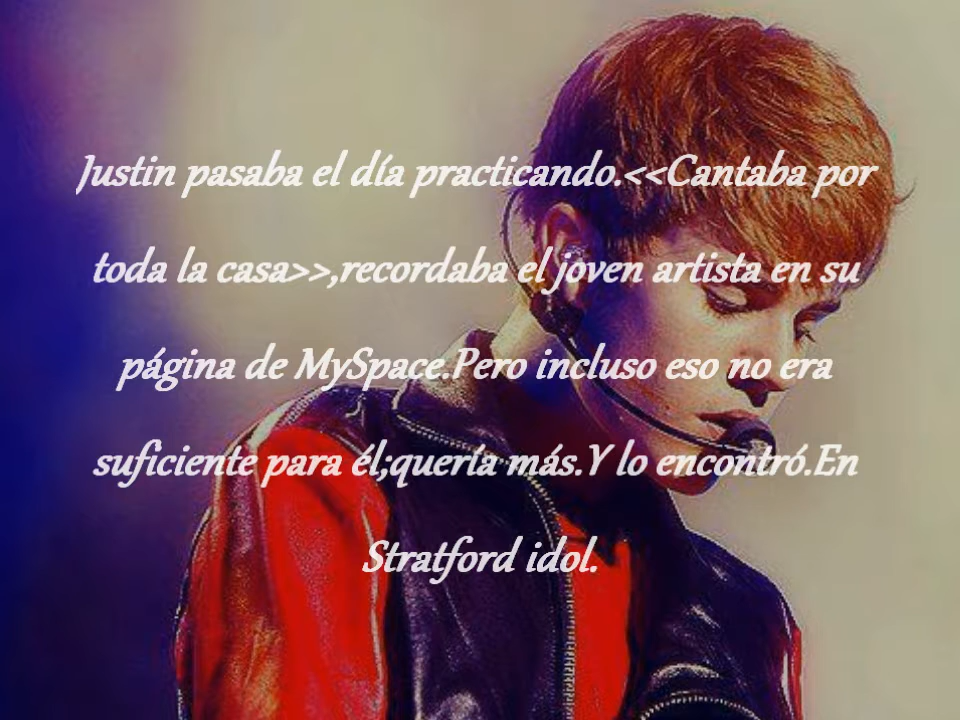 Justin pasaba el día practicando.<<Cantaba por
toda la casa>>,recordaba el joven artista en su
página de MySpace.Pero incluso eso no era
suficiente para él;quería más.Y lo encontró.En
Stratford idol.